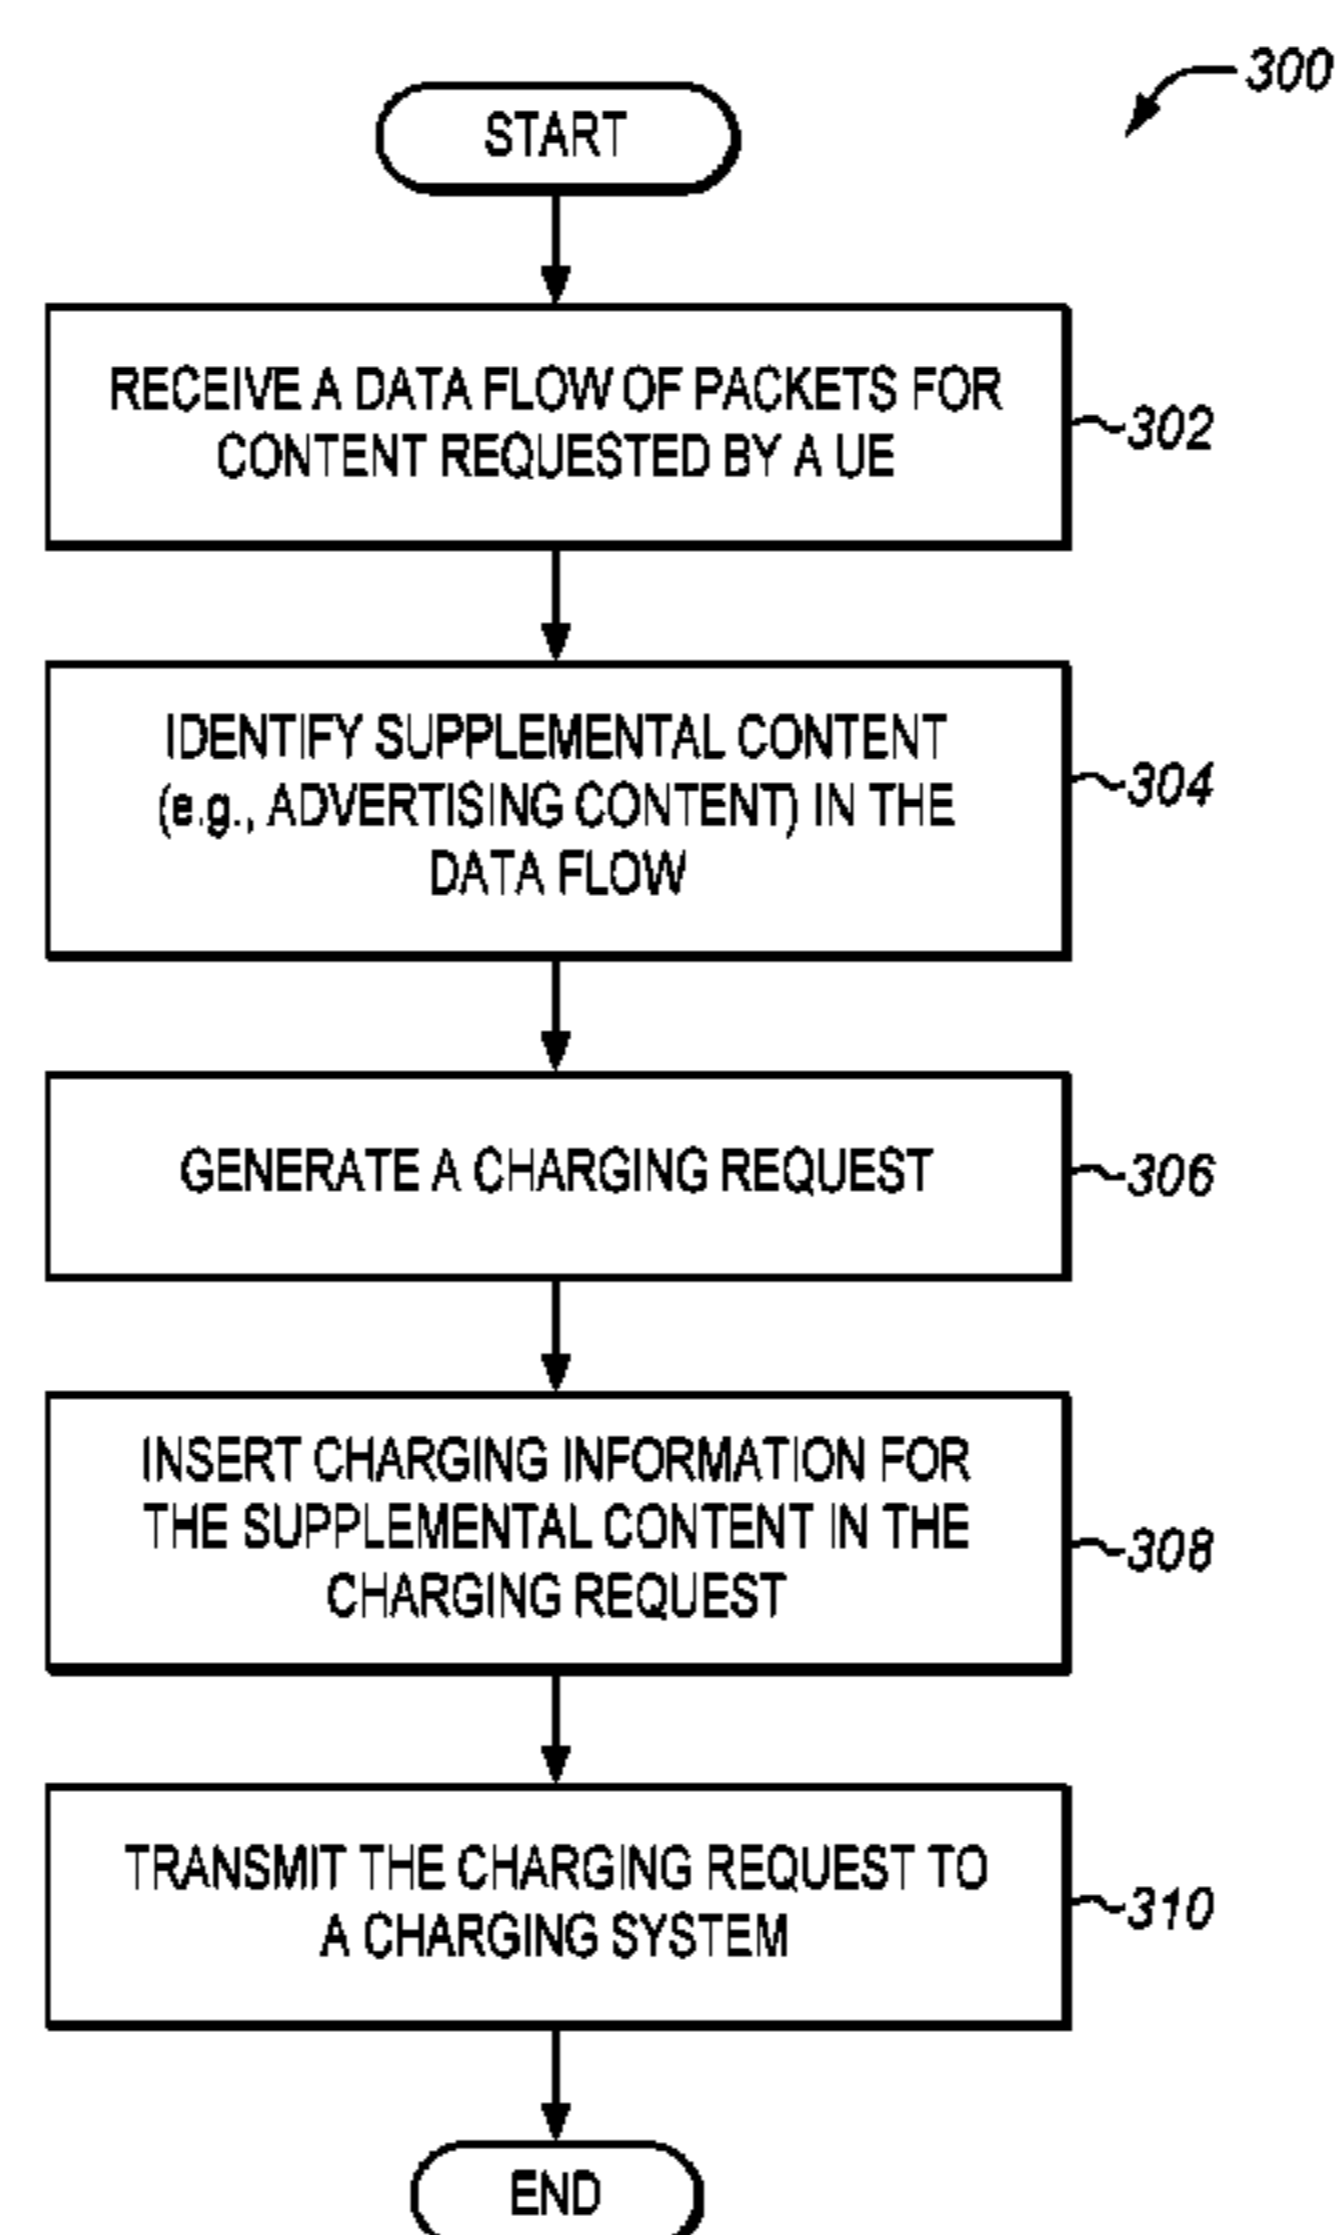 300
START
RECEIVE A DATA FLOW OF PACKETS FOR
CONTENT REQUESTED BY A UE
302
IDENTIFY SUPPLEMENTAL CONTENT
(e.g., ADVERTISING CONTENT) IN THE
DATA FLOW
304
GENERATE A CHARGING REQUEST
306
INSERT CHARGING INFORMATION FOR
THE SUPPLEMENTAL CONTENT IN THE
CHARGING REQUEST
308
TRANSMIT THE CHARGING REQUEST TO
A CHARGING SYSTEM
310
END